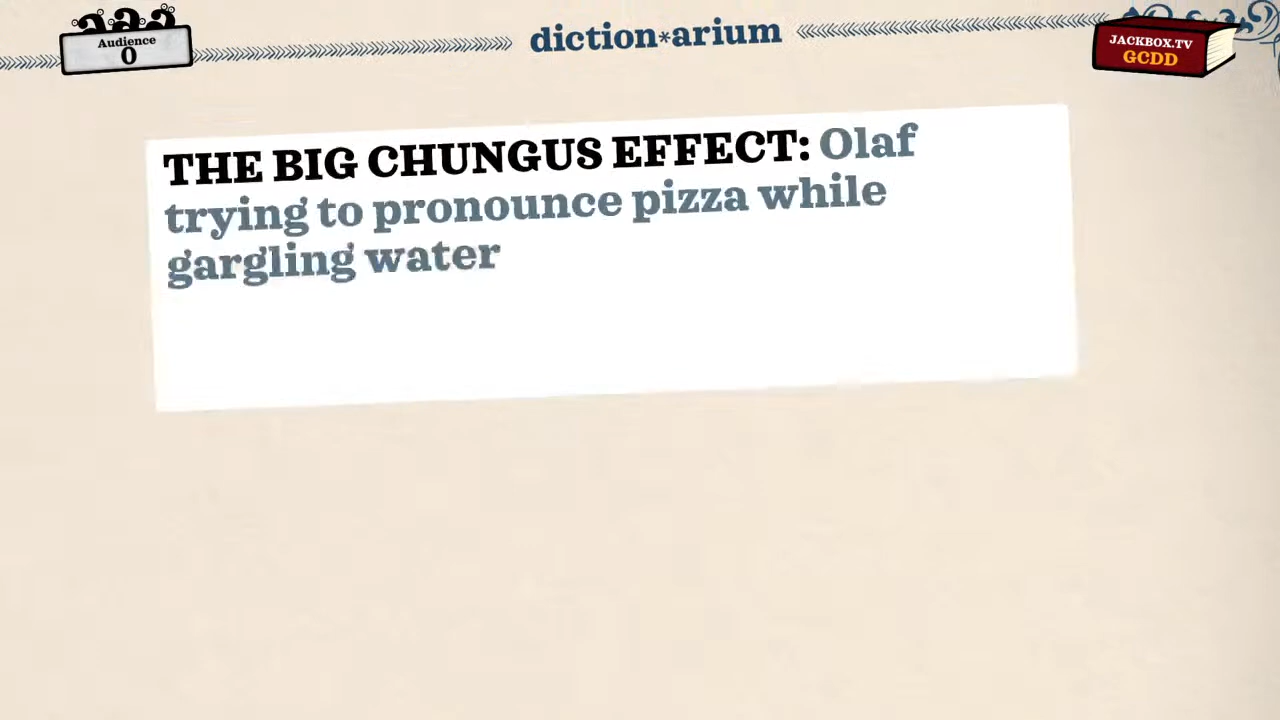 Audience
0
diction*arium
JACKBOX.TV
GCDD
THE BIG CHUNGUS EFFECT: Olaf
trying to pronounce pizza while
gargling water